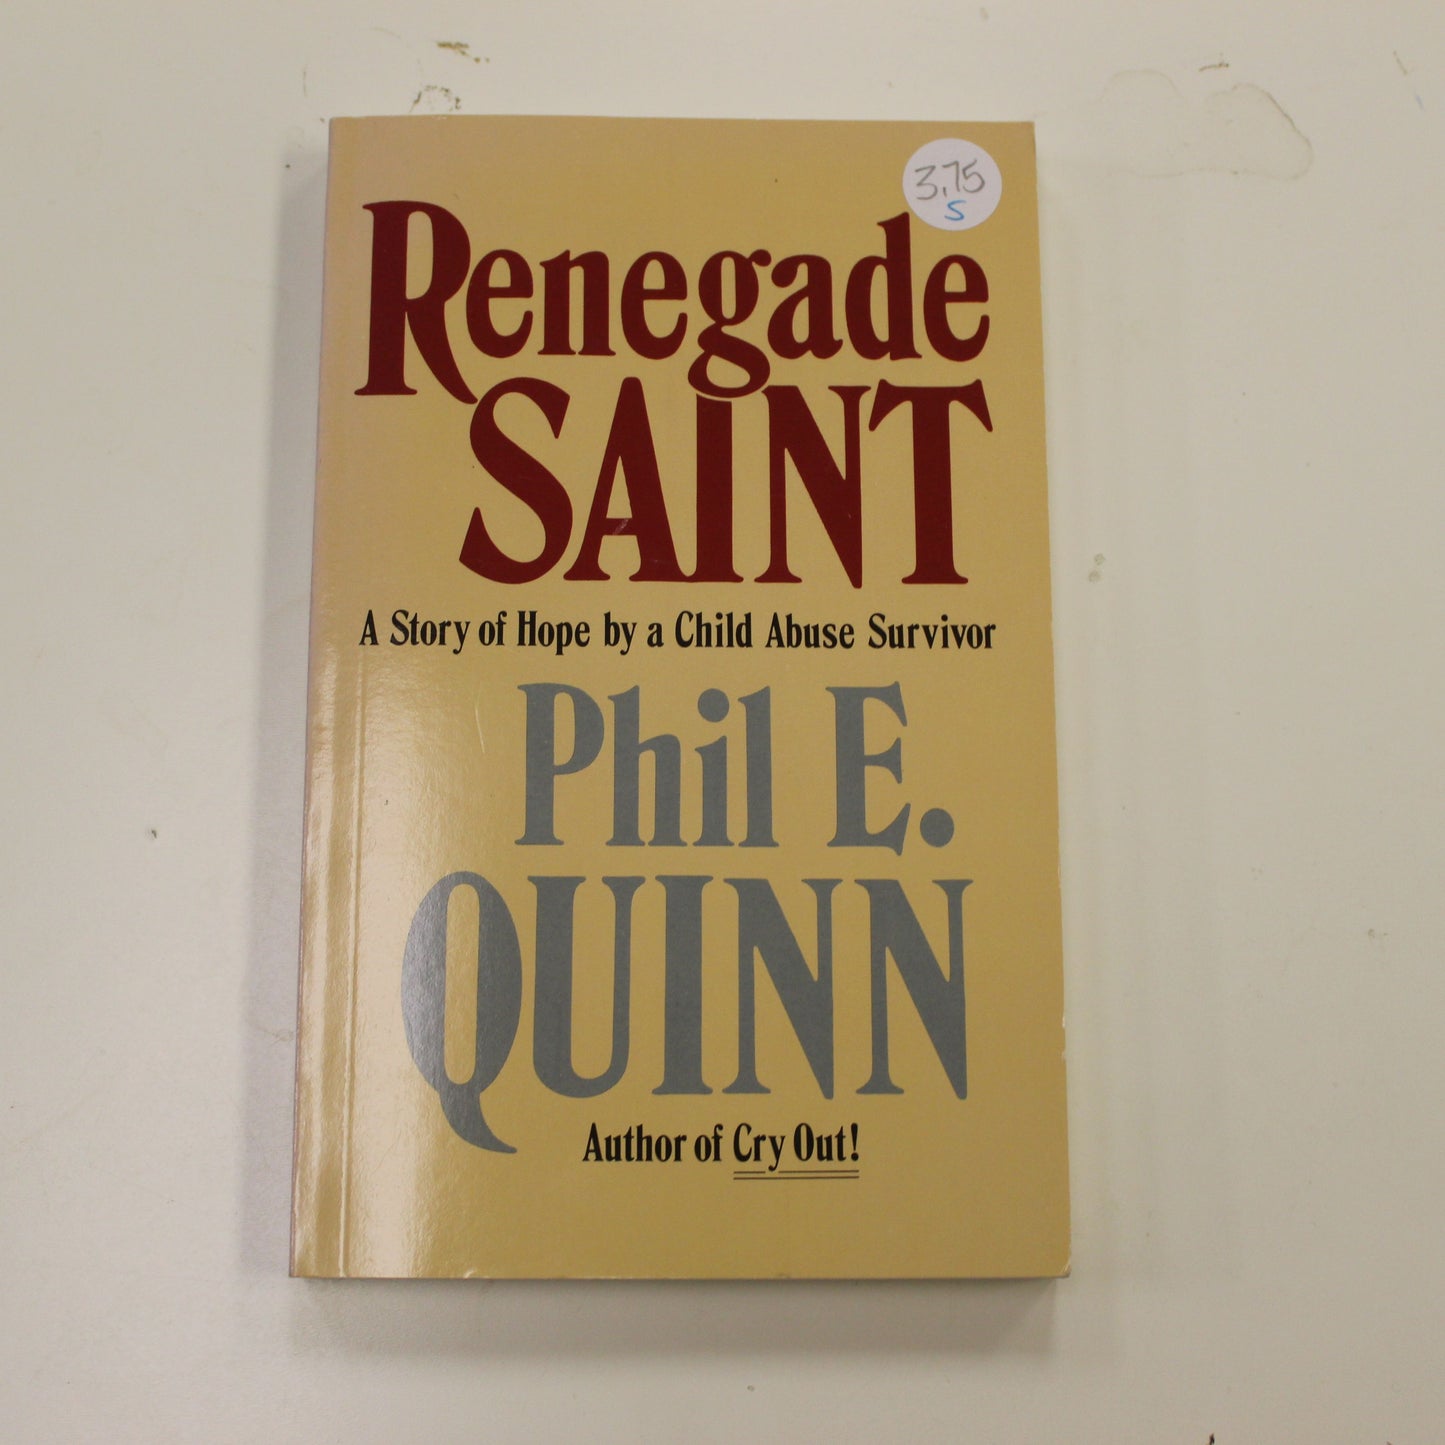 3.75
S
Renegade
SAINT
A Story of Hope by a Child Abuse Survivor
Phil E.
QUINN
Author of Cry Out!